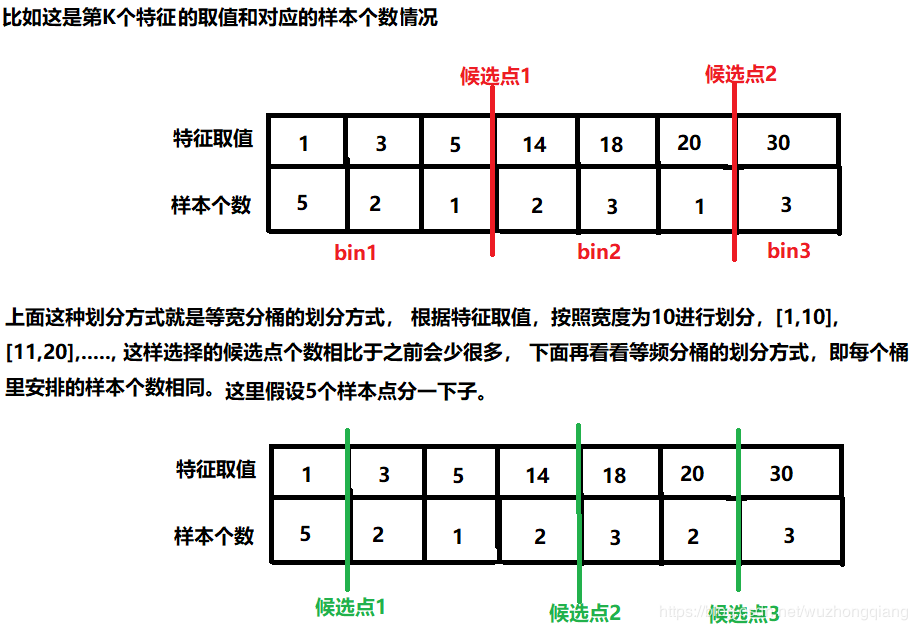 比如这是第K个特征的取值和对应的样本个数情况
候选点1 候选点2
特征取值 1 3 5 14 18 20 30
样本个数 5 2 1 2 3 1 3
bin1 bin2 bin3
上面这种划分方式就是等宽分桶的划分方式， 根据特征取值，按照宽度为10进行划分，[1,10],
[11,20],....., 这样选择的候选点个数相比于之前会少很多， 下面再看看等频分桶的划分方式，即每个桶
里安排的样本个数相同。这里假设5个样本点分一下子。
特征取值 1 3 5 14 18 20 30
样本个数 5 2 1 2 3 2 3
候选点1 候选点2 候选点3